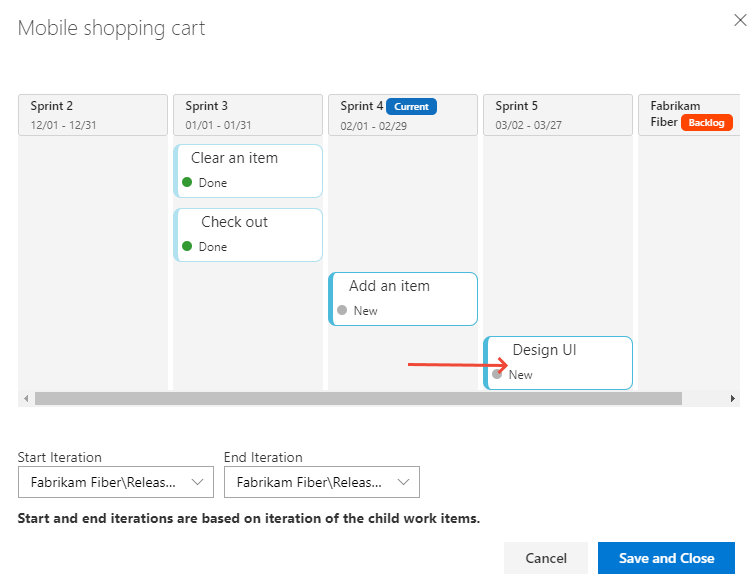 Mobile shopping cart
Sprint 2
12/01 - 12/31
Sprint 3
01/01 - 01/31
Sprint 4 Current
02/01 - 02/29
Sprint 5
03/02 - 03/27
Fabrikam
Fiber Backlog
Clear an item
Done
Check out
Done
Add an item
New
Design UI
New
Start Iteration
End Iteration
Fabrikam Fiber\Releas...
Fabrikam Fiber\Releas...
Start and end iterations are based on iteration of the child work items.
Cancel
Save and Close